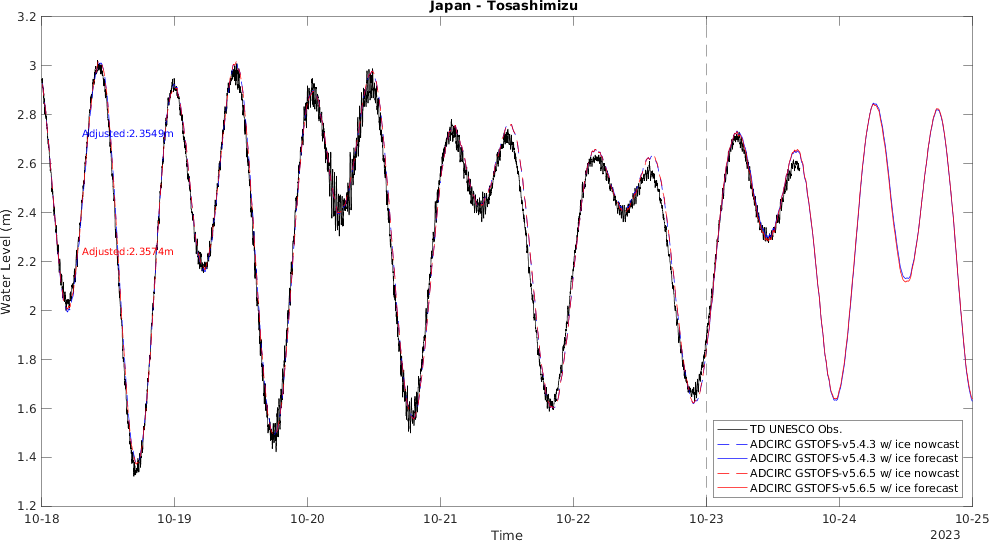 Japan - Tosashimizu
3.2
3
2.8
2.6
2.4
2.2
2
1.8
1.6
1.4
1.2
Water Level (m)
Adjusted:2.3549m
Adjusted:2.3574m
TD UNESCO Obs.
ADCIRC GSTOFS-v5.4.3 w/ ice nowcast
ADCIRC GSTOFS-v5.4.3 w/ ice forecast
ADCIRC GSTOFS-v5.6.5 w/ ice nowcast
ADCIRC GSTOFS-v5.6.5 w/ ice forecast
10-18 10-19 10-20 10-21 10-22 10-23 10-24 10-25
Time
2023